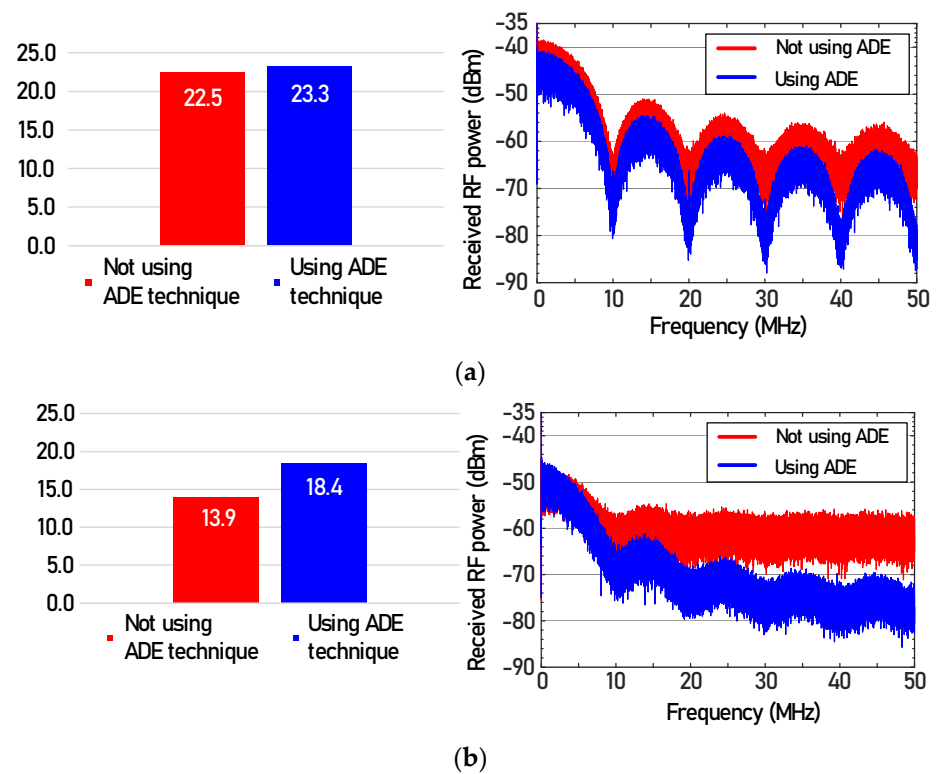 25.0
20.0
15.0
10.0
5.0
0.0
22.5
23.3
Not using
ADE technique
Using ADE
technique
Received RF power (dBm)
−35
−40
−50
−60
−70
−80
−90
Not using ADE
Using ADE
0 10 20 30 40 50
Frequency (MHz)
(a)
25.0
20.0
15.0
10.0
5.0
0.0
13.9
18.4
Not using
ADE technique
Using ADE
technique
Received RF power (dBm)
−35
−40
−50
−60
−70
−80
−90
Not using ADE
Using ADE
0 10 20 30 40 50
Frequency (MHz)
(b)